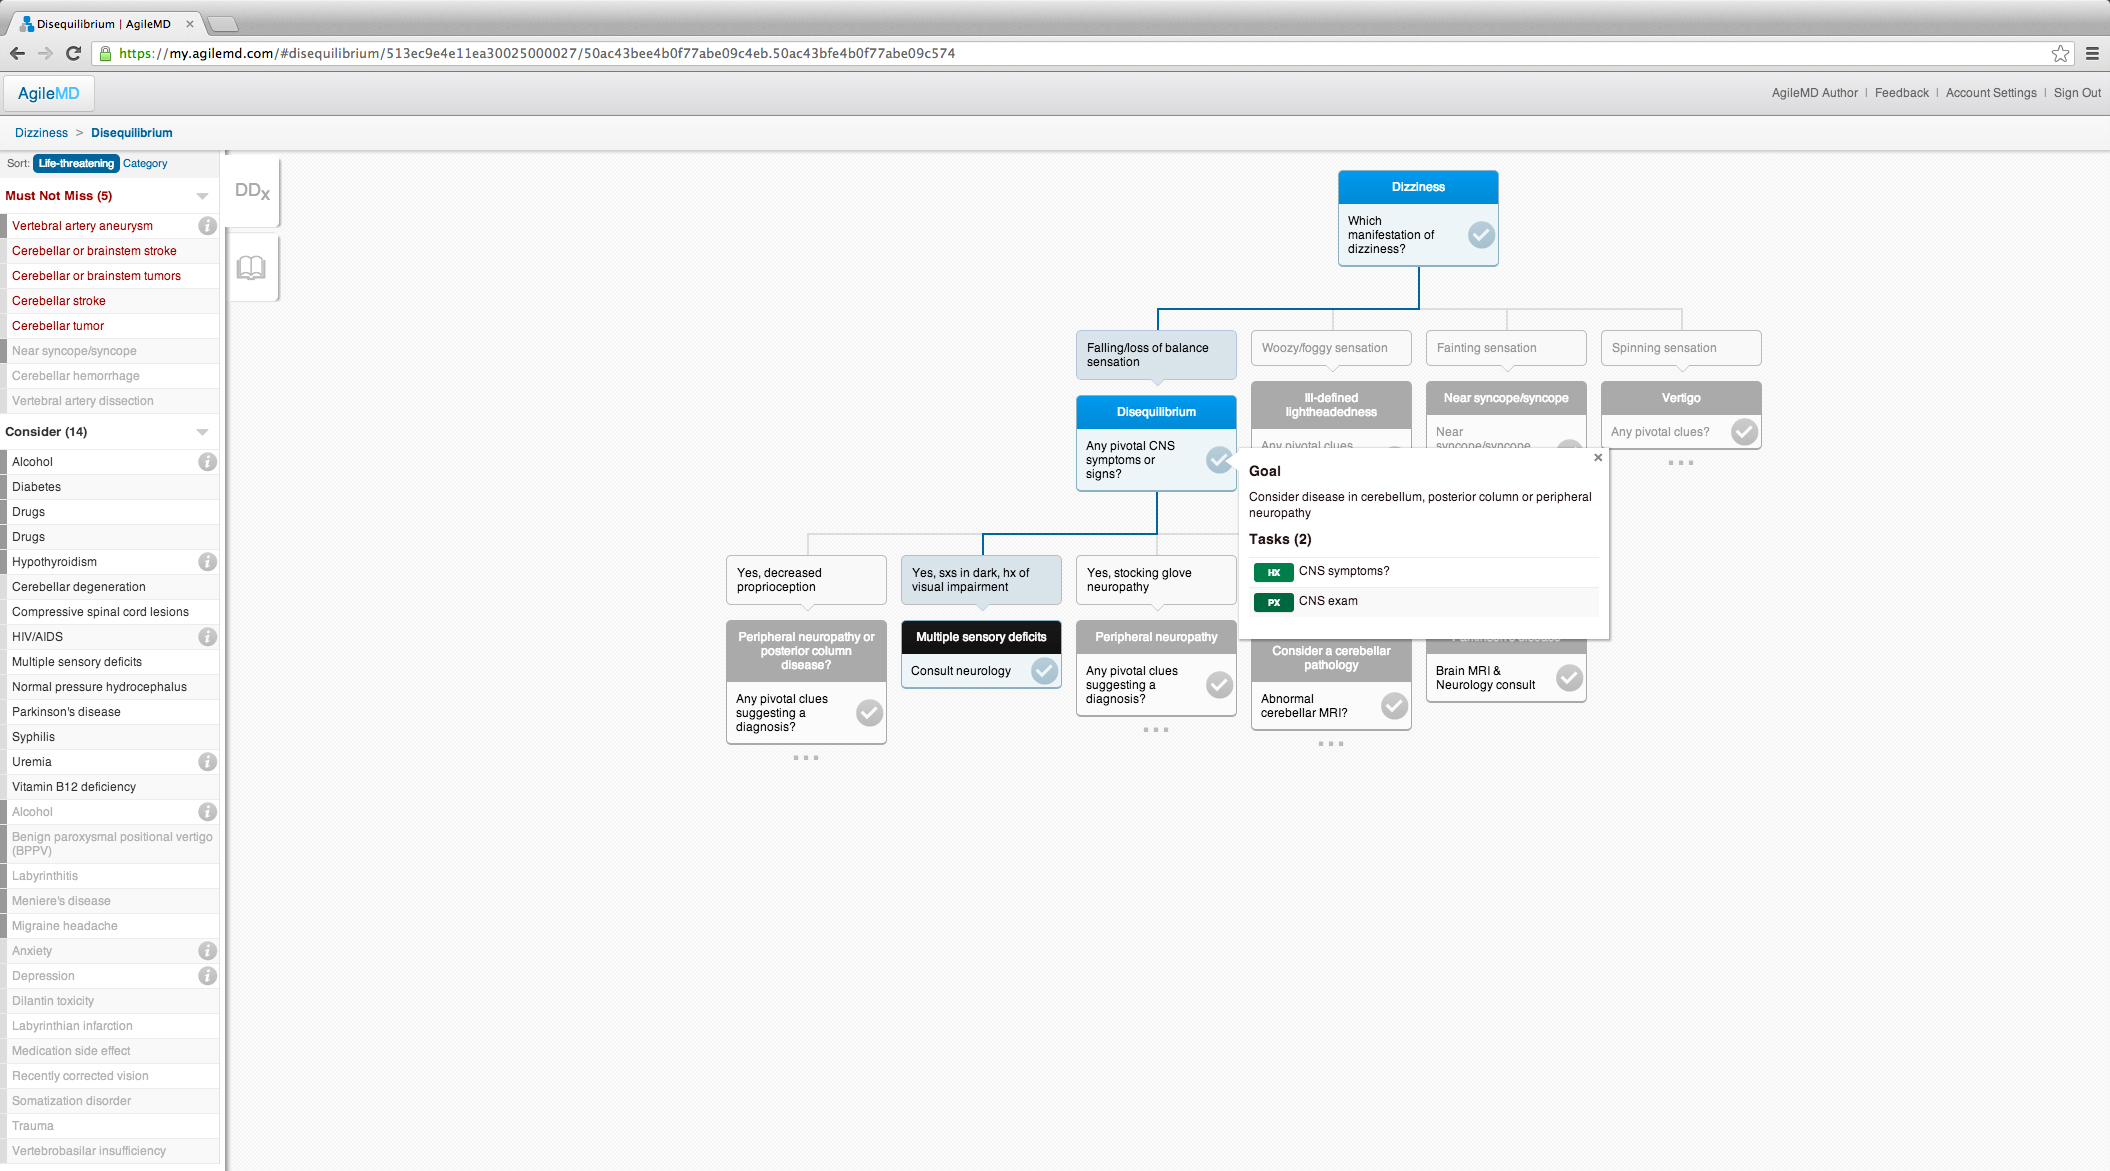 Disequilibrium | AgileMD
https://my.agilemd.com/#disequilibrium/513ec9e4e11ea30025000027/50ac43bee4b0f77abe09c4eb.50ac43bfe4b0f77abe09c574
AgileMD
AgileMD Author | Feedback | Account Settings | Sign Out
Dizziness > Disequilibrium
Sort: Life-threatening Category
Must Not Miss (5)
Vertebral artery aneurysm
Cerebellar or brainstem stroke
Cerebellar or brainstem tumors
Cerebellar stroke
Cerebellar tumor
Near syncope/syncope
Cerebellar hemorrhage
Vertebral artery dissection
Consider (14)
Alcohol
Diabetes
Drugs
Drugs
Hypothyroidism
Cerebellar degeneration
Compressive spinal cord lesions
HIV/AIDS
Multiple sensory deficits
Normal pressure hydrocephalus
Parkinson's disease
Syphilis
Uremia
Vitamin B12 deficiency
Alcohol
Benign paroxysmal positional vertigo
(BPPV)
Labyrinthitis
Meniere's disease
Migraine headache
Anxiety
Depression
Dilantin toxicity
Labyrinthian infarction
Medication side effect
Recently corrected vision
Somatization disorder
Trauma
Vertebrobasilar insufficiency
DDx
Dizziness
Which
manifestation of
dizziness?
Falling/loss of balance
sensation
Woozy/foggy sensation
Fainting sensation
Spinning sensation
Disequilibrium
Any pivotal CNS
symptoms or
signs?
Ill-defined
lightheadedness
Any pivotal clues
Near syncope/syncope
Near
syncope/syncope
Vertigo
Any pivotal clues?
Goal
Consider disease in cerebellum, posterior column or peripheral
neuropathy
Tasks (2)
HX CNS symptoms?
PX CNS exam
Yes, decreased
proprioception
Yes, sxs in dark, hx of
visual impairment
Yes, stocking glove
neuropathy
Peripheral neuropathy or
posterior column
disease?
Any pivotal clues
suggesting a
diagnosis?
Multiple sensory deficits
Consult neurology
Peripheral neuropathy
Any pivotal clues
suggesting a
diagnosis?
Consider a cerebellar
pathology
Abnormal
cerebellar MRI?
Parkinson's disease
Brain MRI &
Neurology consult